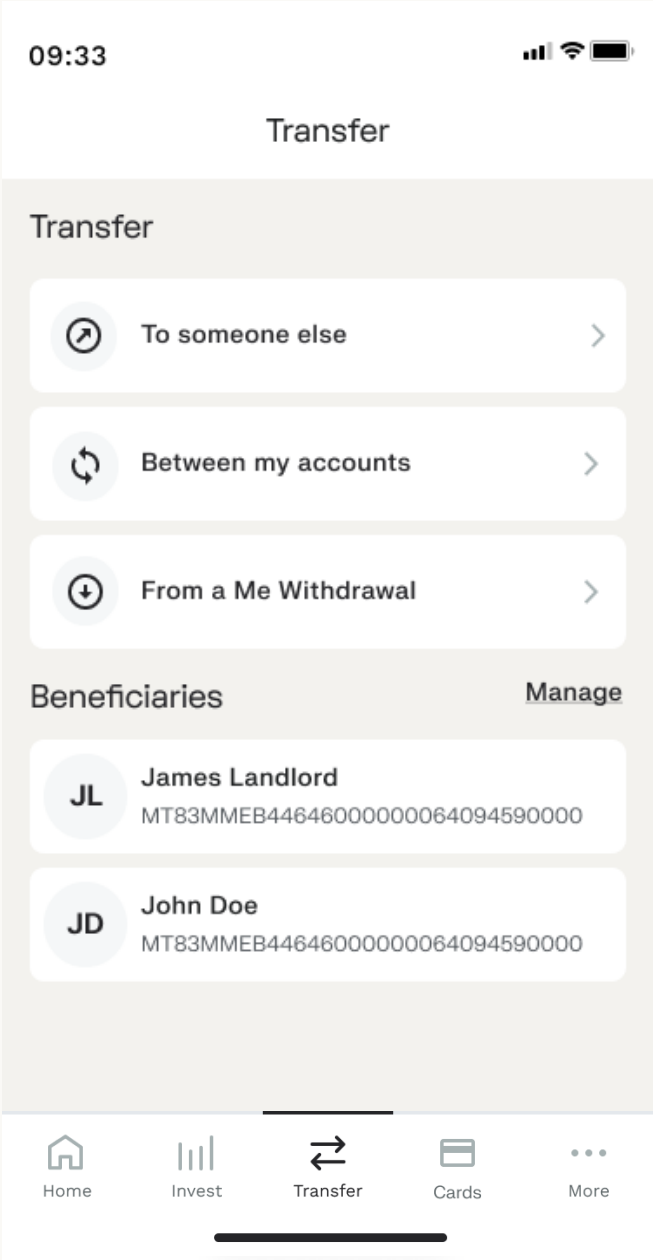 09:33
Transfer
Transfer
To someone else
Between my accounts
From a Me Withdrawal
Beneficiaries
Manage
JL
James Landlord
MT83MMEB44646000000064094590000
JD
John Doe
MT83MMEB44646000000064094590000
Home
Invest
Transfer
Cards
More